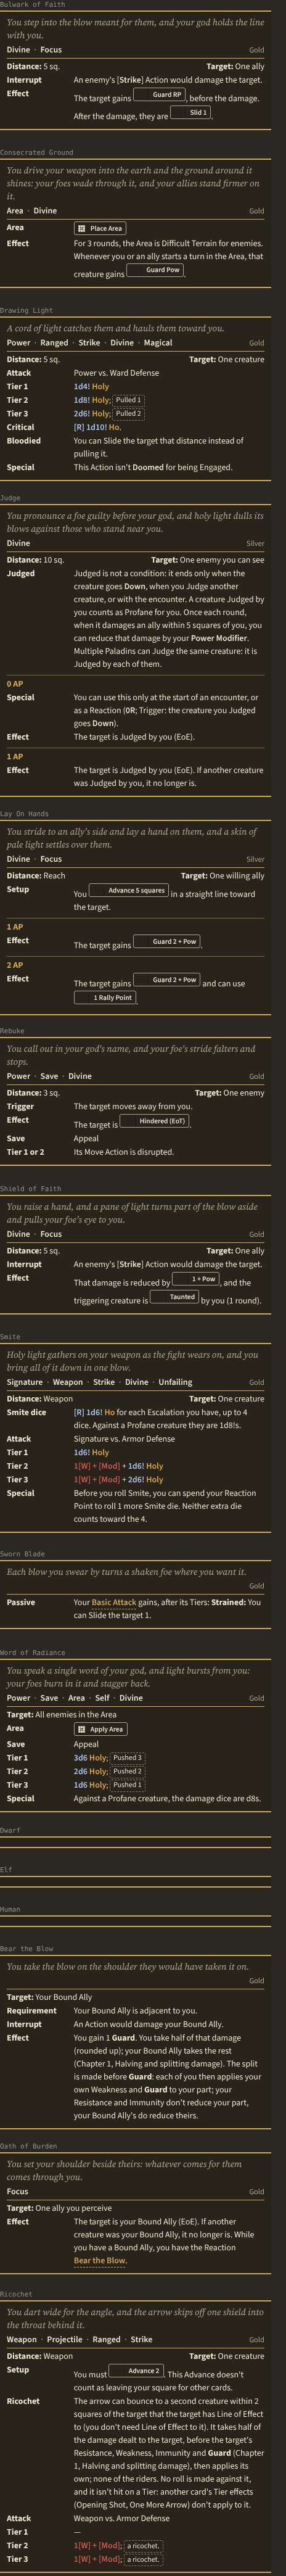 Bulwark of Faith
You step into the blow meant for them, and your god holds the line
with you.
Divine · Focus Gold
Distance: 5 sq. Target: One ally
Interrupt An enemy's [Strike] Action would damage the target.
Effect The target gains Guard RP, before the damage.
After the damage, they are Slid 1.
Consecrated Ground
You drive your weapon into the earth and the ground around it
shines: your foes wade through it, and your allies stand firmer on
it.
Area · Divine Gold
Area Place Area
Effect For 3 rounds, the Area is Difficult Terrain for enemies.
Whenever you or an ally starts a turn in the Area, that
creature gains Guard Pow.
Drawing Light
A cord of light catches them and hauls them toward you.
Power · Ranged · Strike · Divine · Magical Gold
Distance: 5 sq. Target: One creature
Attack Power vs. Ward Defense
Tier 1 1d4! Holy
Tier 2 1d8! Holy; Pulled 1
Tier 3 2d6! Holy; Pulled 2
Critical [R] 1d10! Ho.
Bloodied You can Slide the target that distance instead of
pulling it.
Special This Action isn't Doomed for being Engaged.
Judge
You pronounce a foe guilty before your god, and holy light dulls its
blows against those who stand near you.
Divine Silver
Distance: 10 sq. Target: One enemy you can see
Judged Judged is not a condition: it ends only when the
creature goes Down, when you Judge another
creature, or with the encounter. A creature Judged by
you counts as Profane for you. Once each round,
when it damages an ally within 5 squares of you, you
can reduce that damage by your Power Modifier.
Multiple Paladins can Judge the same creature: it is
Judged by each of them.
0 AP
Special You can use this only at the start of an encounter, or
as a Reaction (0R; Trigger: the creature you Judged
goes Down).
Effect The target is Judged by you (EoE).
1 AP
Effect The target is Judged by you (EoE). If another creature
was Judged by you, it no longer is.
Lay On Hands
You stride to an ally's side and lay a hand on them, and a skin of
pale light settles over them.
Divine · Focus Silver
Distance: Reach Target: One willing ally
Setup You Advance 5 squares in a straight line toward
the target.
1 AP
Effect The target gains Guard 2 + Pow.
2 AP
Effect The target gains Guard 2 + Pow and can use
1 Rally Point.
Rebuke
You call out in your god's name, and your foe's stride falters and
stops.
Power · Save · Divine Gold
Distance: 3 sq. Target: One enemy
Trigger The target moves away from you.
Effect The target is Hindered (EoT).
Save Appeal
Tier 1 or 2 Its Move Action is disrupted.
Shield of Faith
You raise a hand, and a pane of light turns part of the blow aside
and pulls your foe's eye to you.
Divine · Focus Gold
Distance: 5 sq. Target: One ally
Interrupt An enemy's [Strike] Action would damage the target.
Effect That damage is reduced by 1 + Pow, and the
triggering creature is Taunted by you (1 round).
Smite
Holy light gathers on your weapon as the fight wears on, and you
bring all of it down in one blow.
Signature · Weapon · Strike · Divine · Unfailing Gold
Distance: Weapon Target: One creature
Smite dice [R] 1d6! Ho for each Escalation you have, up to 4
dice. Against a Profane creature they are 1d8!s.
Attack Signature vs. Armor Defense
Tier 1 1d6! Holy
Tier 2 1[W] + [Mod] + 1d6! Holy
Tier 3 1[W] + [Mod] + 2d6! Holy
Special Before you roll Smite, you can spend your Reaction
Point to roll 1 more Smite die. Neither extra die
counts toward the 4.
Sworn Blade
Each blow you swear by turns a shaken foe where you want it.
Gold
Passive Your Basic Attack gains, after its Tiers: Strained: You
can Slide the target 1.
Word of Radiance
You speak a single word of your god, and light bursts from you:
your foes burn in it and stagger back.
Power · Save · Area · Self · Divine Gold
Target: All enemies in the Area
Area Apply Area
Save Appeal
Tier 1 3d6 Holy; Pushed 3
Tier 2 2d6 Holy; Pushed 2
Tier 3 1d6 Holy; Pushed 1
Special Against a Profane creature, the damage dice are d8s.
Dwarf
Elf
Human
Bear the Blow
You take the blow on the shoulder they would have taken it on.
Gold
Target: Your Bound Ally
Requirement Your Bound Ally is adjacent to you.
Interrupt An Action would damage your Bound Ally.
Effect You gain 1 Guard. You take half of that damage
(rounded up); your Bound Ally takes the rest
(Chapter 1, Halving and splitting damage). The split
is made before Guard: each of you then applies your
own Weakness and Guard to your part; your
Resistance and Immunity don't reduce your part,
your Bound Ally's do reduce theirs.
Oath of Burden
You set your shoulder beside theirs: whatever comes for them
comes through you.
Focus Gold
Target: One ally you perceive
Effect The target is your Bound Ally (EoE). If another
creature was your Bound Ally, it no longer is. While
you have a Bound Ally, you have the Reaction
Bear the Blow.
Ricochet
You dart wide for the angle, and the arrow skips off one shield into
the throat behind it.
Weapon · Projectile · Ranged · Strike Gold
Distance: Weapon Target: One creature
Setup You must Advance 2. This Advance doesn't
count as leaving your square for other cards.
Ricochet The arrow can bounce to a second creature within 2
squares of the target that the target has Line of Effect
to (you don't need Line of Effect to it). It takes half of
the damage dealt to the target, before the target's
Resistance, Weakness, Immunity and Guard (Chapter
1, Halving and splitting damage), then applies its
own; none of the riders. No roll is made against it,
and it isn't hit on a Tier: another card's Tier effects
(Opening Shot, One More Arrow) don't apply to it.
Attack Weapon vs. Armor Defense
Tier 1 —
Tier 2 1[W] + [Mod]; a ricochet.
Tier 3 1[W] + [Mod]; a ricochet.